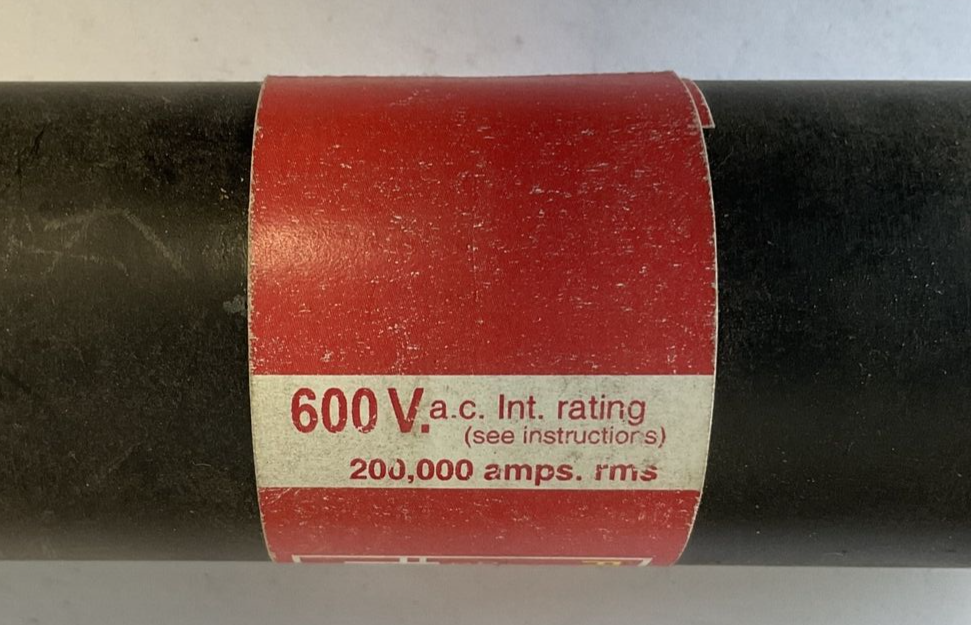 600 V. a.c. Int. rating
(see instructions)
200,000 amps. rms